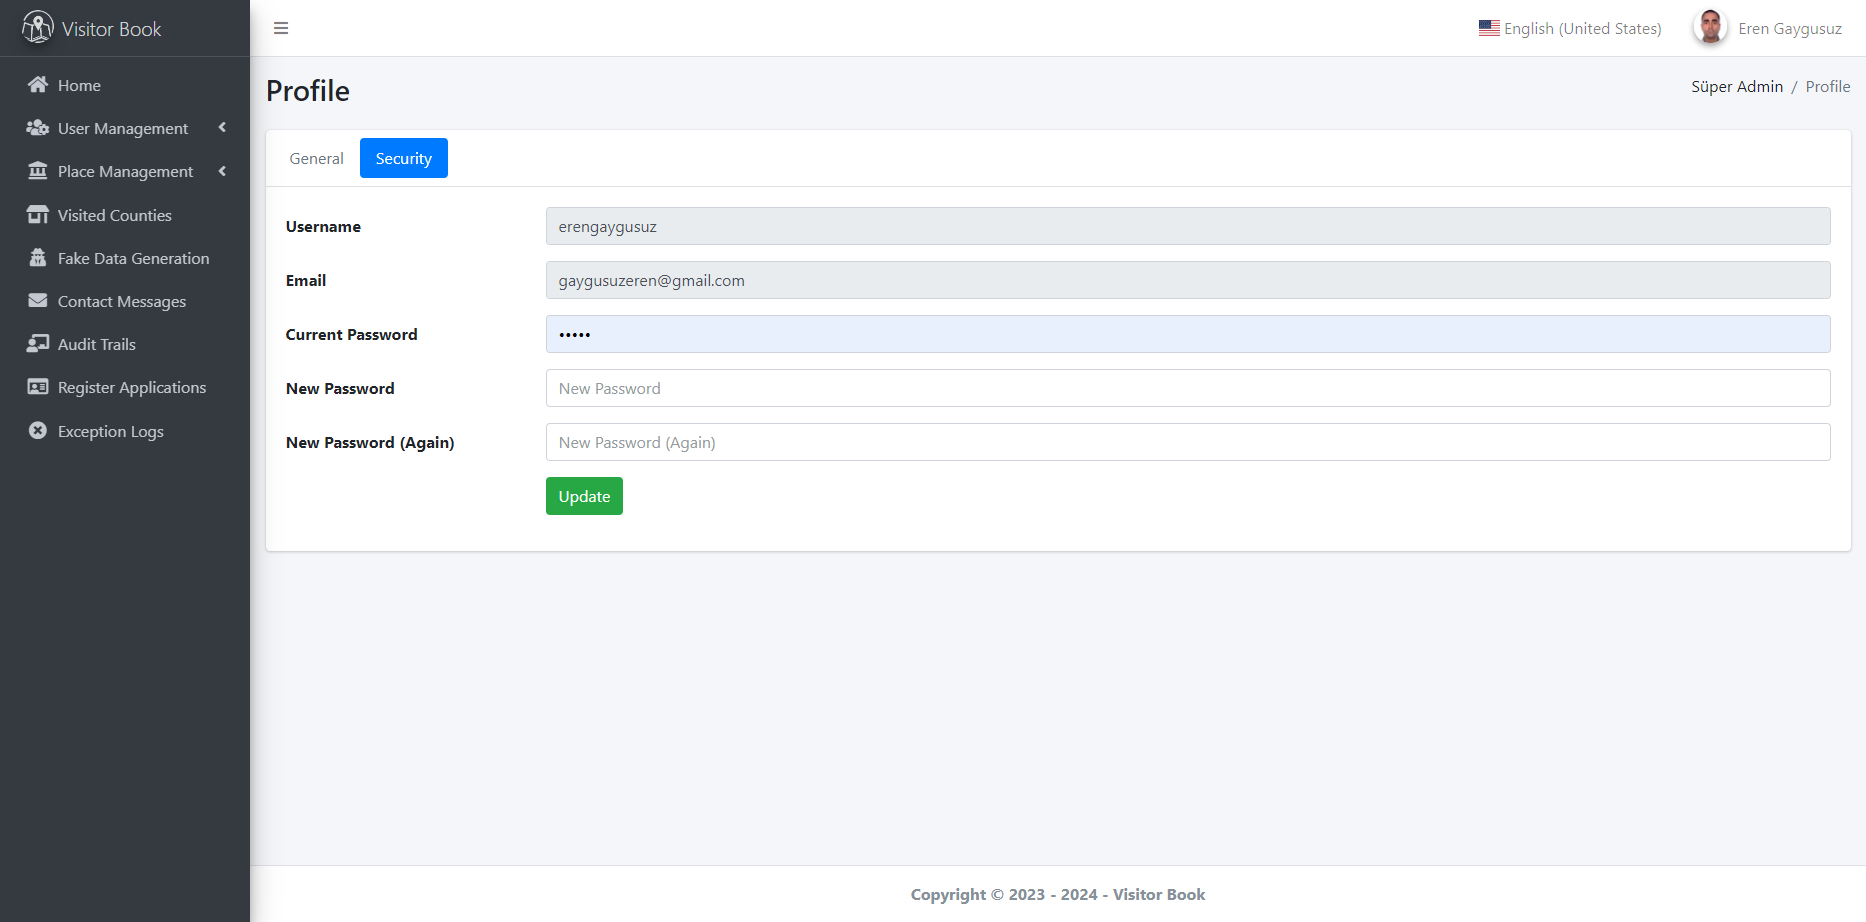 Visitor Book
Home
User Management
Place Management
Visited Counties
Fake Data Generation
Contact Messages
Audit Trails
Register Applications
Exception Logs
English (United States)
Eren Gaygusuz
Profile
Süper Admin / Profile
General
Security
Username
erengaygusuz
Email
gaygusuzeren@gmail.com
Current Password
•••••
New Password
New Password
New Password (Again)
New Password (Again)
Update
Copyright © 2023 - 2024 - Visitor Book